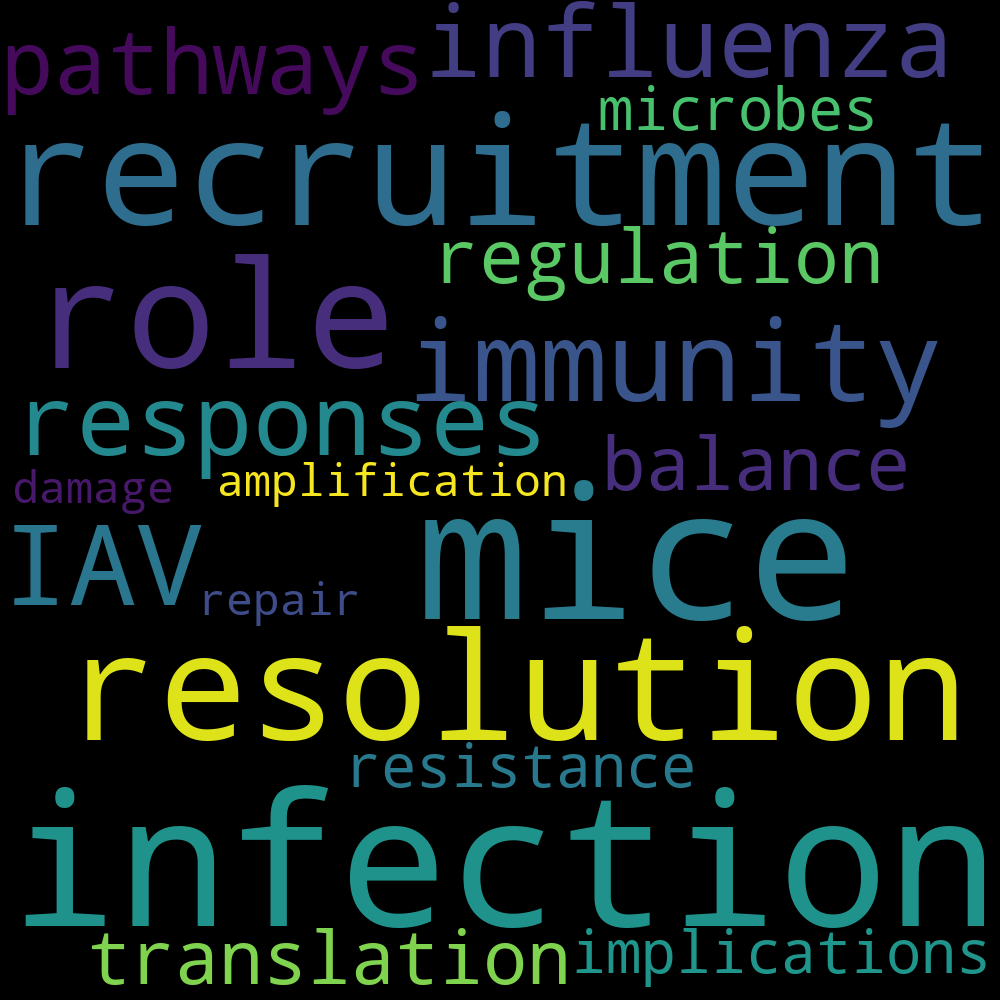 pathways influenza
microbes
recruitment
regulation
role
immunity
responses
balance
damage amplification
IAV mice
repair
resolution
resistance
infection
translation implications